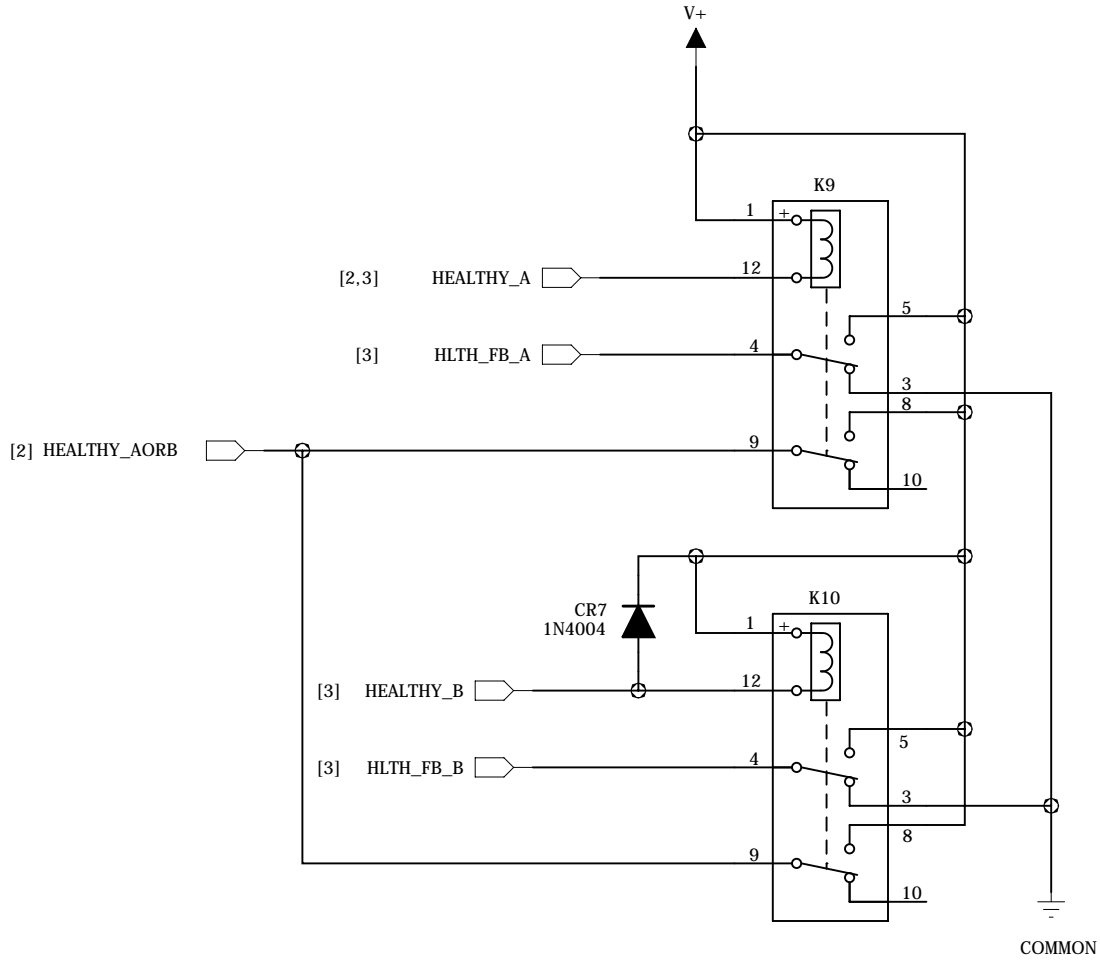 V+
K9
1
+
[2,3] HEALTHY_A
12
5
[3] HLTH_FB_A
4
3
8
[2] HEALTHY_AORB
9
10
CR7
1N4004
K10
1
+
[3] HEALTHY_B
12
5
[3] HLTH_FB_B
4
3
8
9
10
COMMON